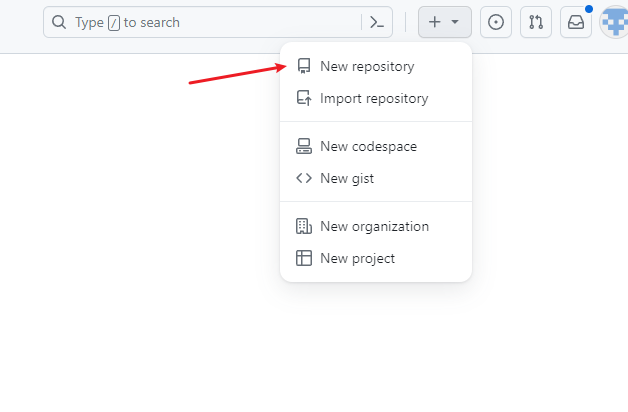 Type / to search
New repository
Import repository
New codespace
New gist
New organization
New project